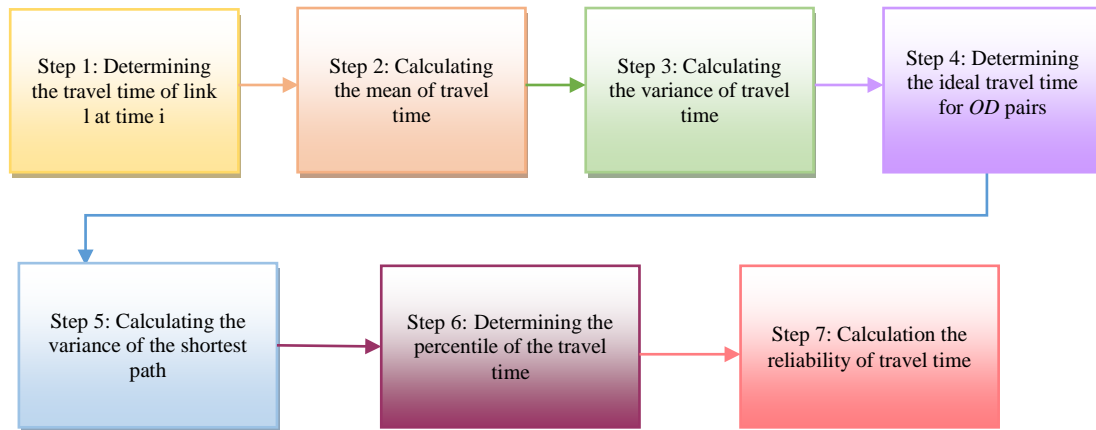 Step 1: Determining
the travel time of link
l at time i
Step 2: Calculating
the mean of travel
time
Step 3: Calculating
the variance of travel
time
Step 4: Determining
the ideal travel time
for OD pairs
Step 5: Calculating the
variance of the shortest
path
Step 6: Determining the
percentile of the travel
time
Step 7: Calculation the
reliability of travel time